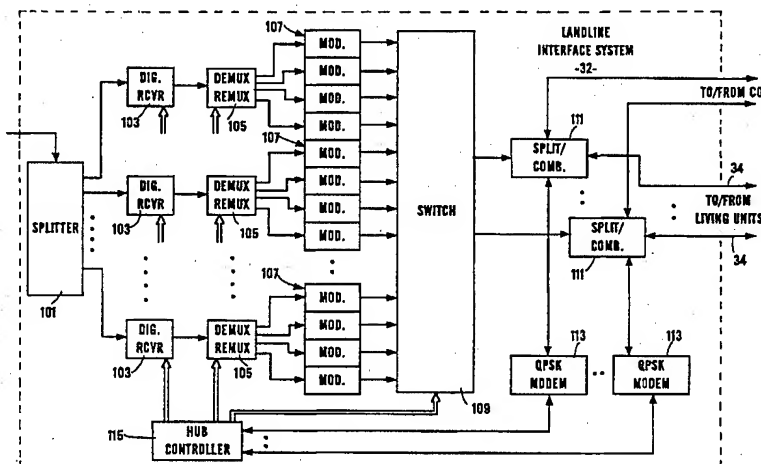 LANDLINE
INTERFACE SYSTEM
-32-
107
MOD.
MOD.
MOD.
MOD.
DIG.
RCVR
103
DEMUX
REMUX
105
107
MOD.
MOD.
MOD.
MOD.
DIG.
RCVR
103
DEMUX
REMUX
105
SPLITTER
101
SWITCH
109
TO/FROM CO
111
SPLIT/
COMB.
34
TO/FROM
LIVING UNITS
SPLIT/
COMB.
111
34
107
MOD.
MOD.
MOD.
MOD.
DIG.
RCVR
103
DEMUX
REMUX
105
113
QPSK
MODEM
113
QPSK
MODEM
115
HUB
CONTROLLER